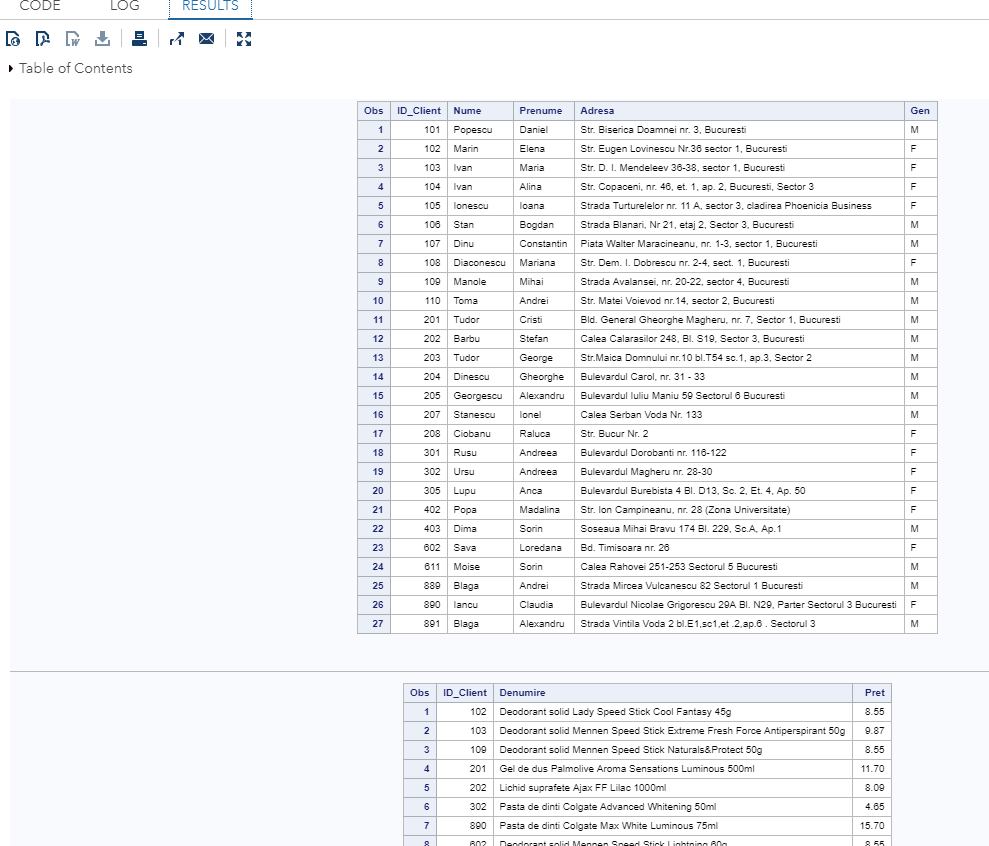 CODE LOG RESULTS
Table of Contents
Obs ID_Client Nume Prenume Adresa Gen
1 101 Popescu Daniel Str. Biserica Doamnei nr. 3, Bucuresti M
2 102 Marin Elena Str. Eugen Lovinescu Nr.36 sector 1, Bucuresti F
3 103 Ivan Maria Str. D. I. Mendeleev 36-38, sector 1, Bucuresti F
4 104 Ivan Alina Str. Copaceni, nr. 46, et. 1, ap. 2, Bucuresti, Sector 3 F
5 105 Ionescu Ioana Strada Turturelelor nr. 11 A, sector 3, cladirea Phoenicia Business F
6 106 Stan Bogdan Strada Blanari, Nr 21, etaj 2, Sector 3, Bucuresti M
7 107 Dinu Constantin Piata Walter Maracineanu, nr. 1-3, sector 1, Bucuresti M
8 108 Diaconescu Mariana Str. Dem. I. Dobrescu nr. 2-4, sect. 1, Bucuresti F
9 109 Manole Mihai Strada Avalansei, nr. 20-22, sector 4, Bucuresti M
10 110 Toma Andrei Str. Matei Voievod nr.14, sector 2, Bucuresti M
11 201 Tudor Cristi Bld. General Gheorghe Magheru, nr. 7, Sector 1, Bucuresti M
12 202 Barbu Stefan Calea Calarasilor 248, Bl. S19, Sector 3, Bucuresti M
13 203 Tudor George Str.Maica Domnului nr.10 bl.T54 sc.1, ap.3, Sector 2 M
14 204 Dinescu Gheorghe Bulevardul Carol, nr. 31 - 33 M
15 205 Georgescu Alexandru Bulevardul Iuliu Maniu 59 Sectorul 6 Bucuresti M
16 207 Stanescu Ionel Calea Serban Voda Nr. 133 M
17 208 Ciobanu Raluca Str. Bucur Nr. 2 F
18 301 Rusu Andreea Bulevardul Dorobanti nr. 116-122 F
19 302 Ursu Andreea Bulevardul Magheru nr. 28-30 F
20 305 Lupu Anca Bulevardul Burebista 4 Bl. D13, Sc. 2, Et. 4, Ap. 50 F
21 402 Popa Madalina Str. Ion Campineanu, nr. 28 (Zona Universitate) F
22 403 Dima Sorin Soseaua Mihai Bravu 174 Bl. 229, Sc.A, Ap.1 M
23 602 Sava Loredana Bd. Timisoara nr. 26 F
24 611 Moise Sorin Calea Rahovei 251-253 Sectorul 5 Bucuresti M
25 889 Blaga Andrei Strada Mircea Vulcanescu 82 Sectorul 1 Bucuresti M
26 890 Iancu Claudia Bulevardul Nicolae Grigorescu 29A Bl. N29, Parter Sectorul 3 Bucuresti F
27 891 Blaga Alexandru Strada Vintila Voda 2 bl.E1,sc1,et .2,ap.6 . Sectorul 3 M
Obs ID_Client Denumire Pret
1 102 Deodorant solid Lady Speed Stick Cool Fantasy 45g 8.55
2 103 Deodorant solid Mennen Speed Stick Extreme Fresh Force Antiperspirant 50g 9.87
3 109 Deodorant solid Mennen Speed Stick Naturals&Protect 50g 8.55
4 201 Gel de dus Palmolive Aroma Sensations Luminous 500ml 11.70
5 202 Lichid suprafete Ajax FF Lilac 1000ml 8.09
6 302 Pasta de dinti Colgate Advanced Whitening 50ml 4.65
7 890 Pasta de dinti Colgate Max White Luminous 75ml 15.70
8 602 Deodorant solid Mennen Speed Stick Lightning 60g 8.55